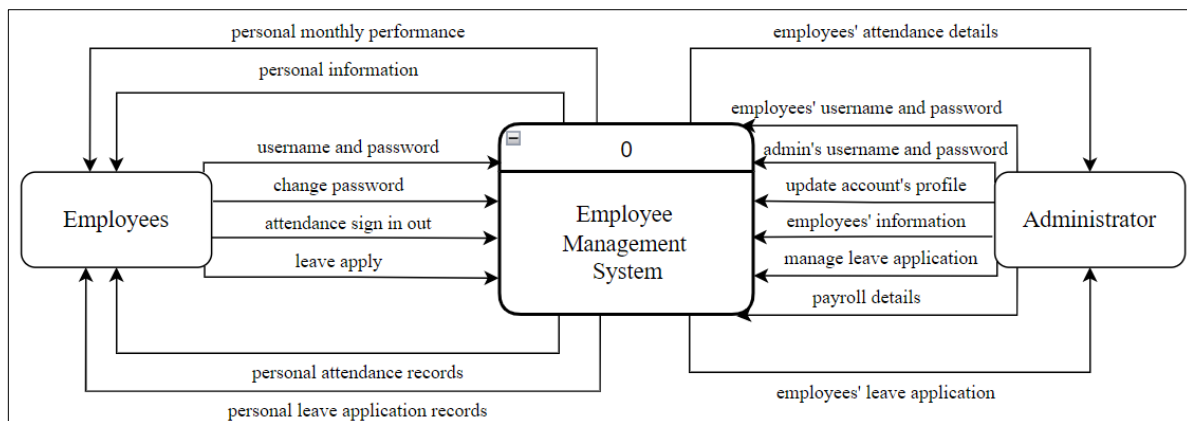 personal monthly performance
employees' attendance details
personal information
employees' username and password
0
username and password
admin's username and password
change password
update account's profile
Employees
Employee
Management
System
Administrator
attendance sign in out
employees' information
leave apply
manage leave application
payroll details
personal attendance records
employees' leave application
personal leave application records